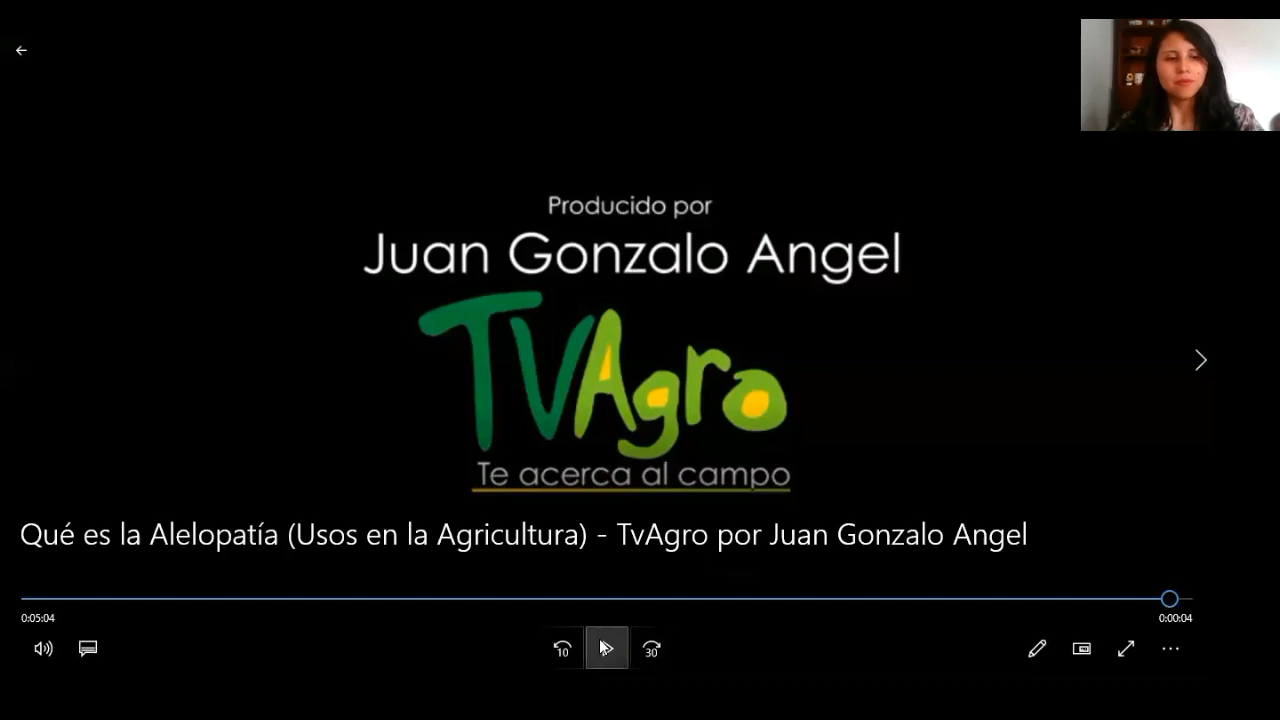 Producido por
Juan Gonzalo Angel
TVAgro
Te acerca al campo
Qué es la Alelopatía (Usos en la Agricultura) - TvAgro por Juan Gonzalo Angel
0:05:04
0:00:04
10
30